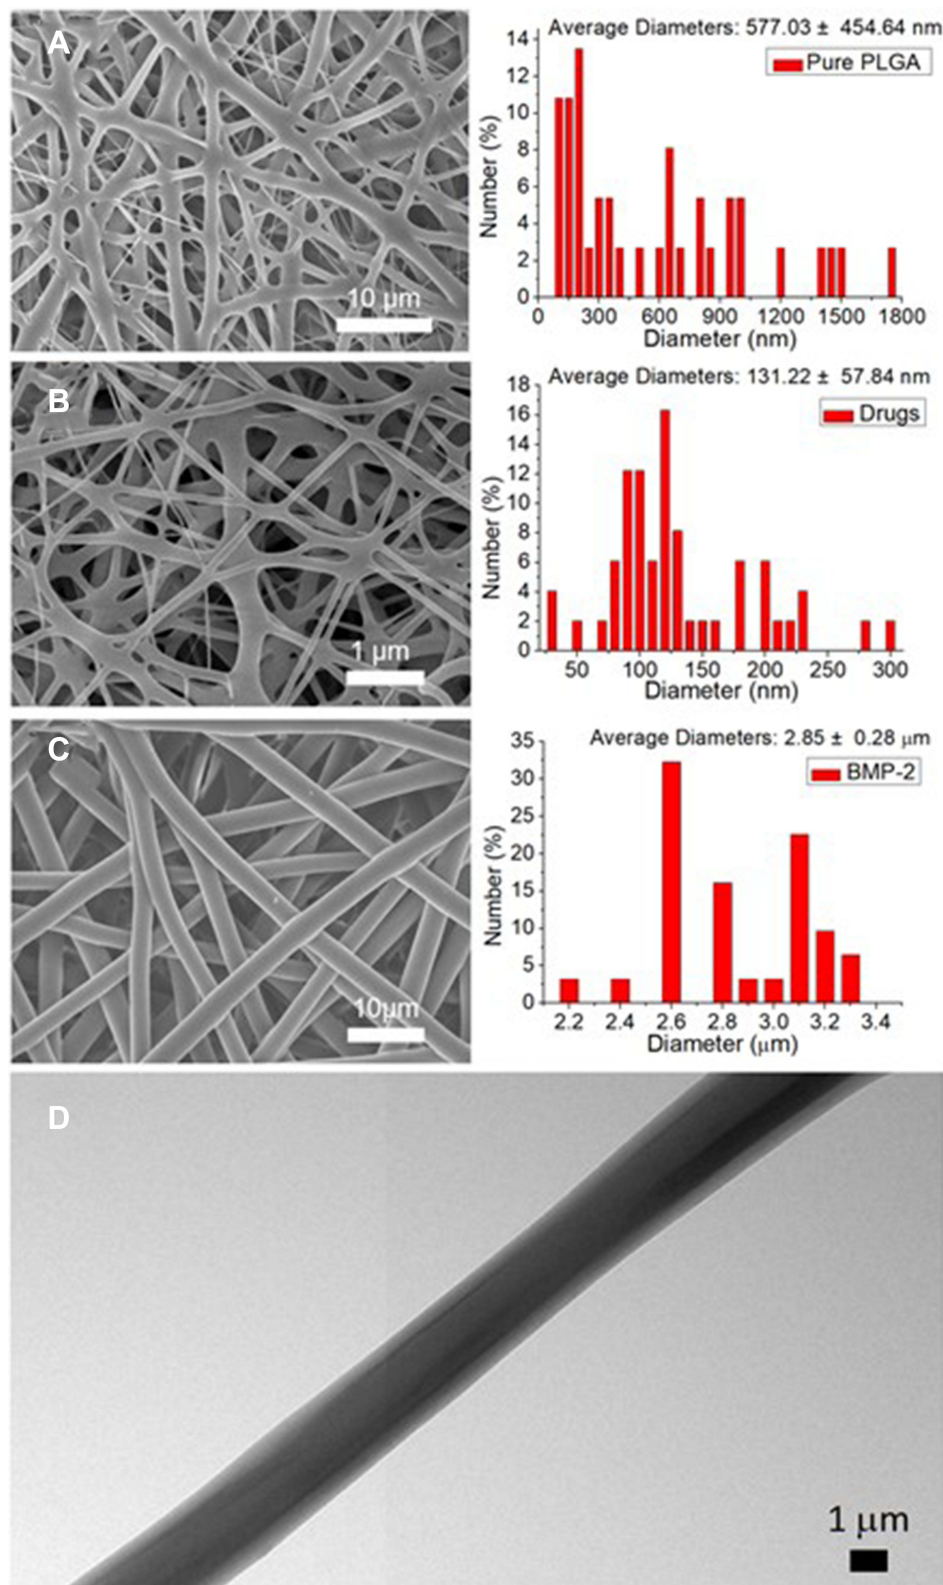 A
10 μm
Average Diameters: 577.03 ± 454.64 nm
Pure PLGA
Number (%)
14
12
10
8
6
4
2
0
0 300 600 900 1200 1500 1800
Diameter (nm)
B
1 μm
Average Diameters: 131.22 ± 57.84 nm
Drugs
Number (%)
18
16
14
12
10
8
6
4
2
0
50 100 150 200 250 300
Diameter (nm)
C
10μm
Average Diameters: 2.85 ± 0.28 μm
BMP-2
Number (%)
35
30
25
20
15
10
5
0
2.2 2.4 2.6 2.8 3.0 3.2 3.4
Diameter (μm)
D
1 μm